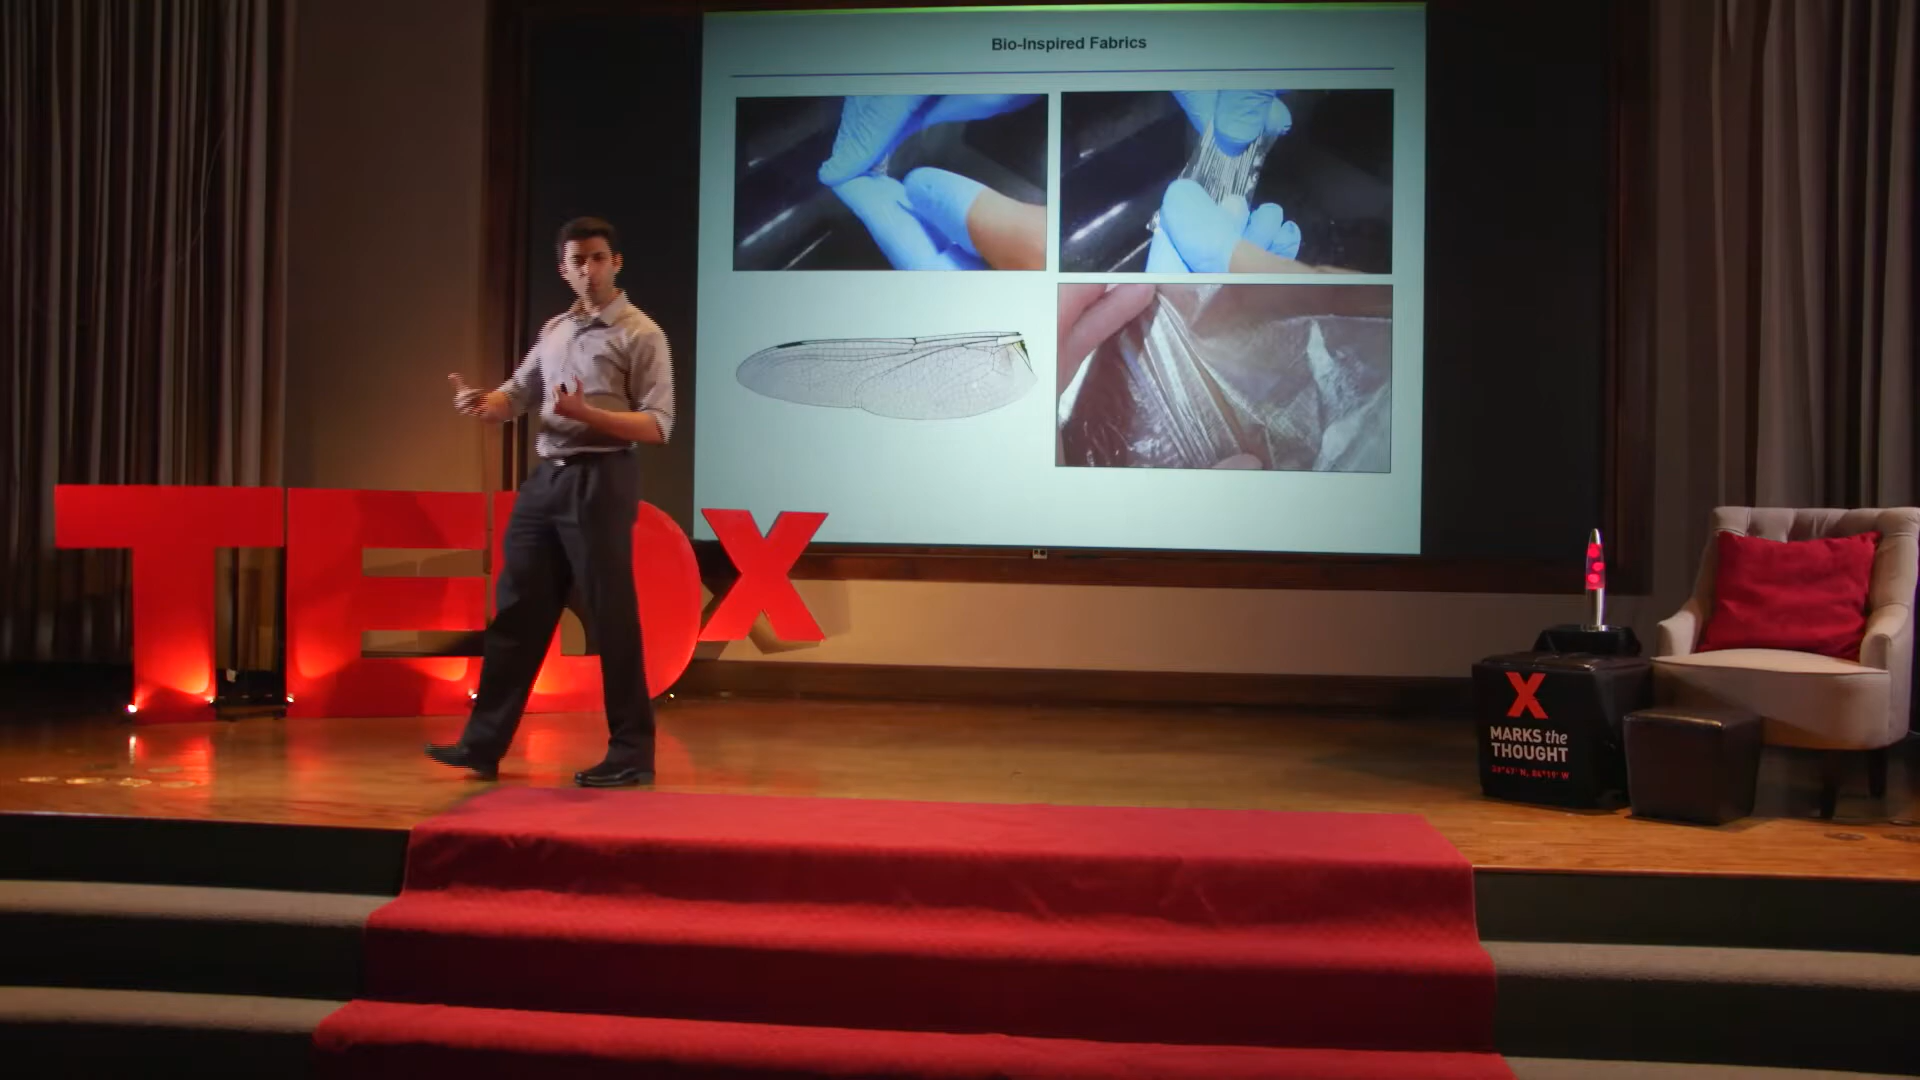 Bio-Inspired Fabrics
TEDx
X
MARKS the
THOUGHT